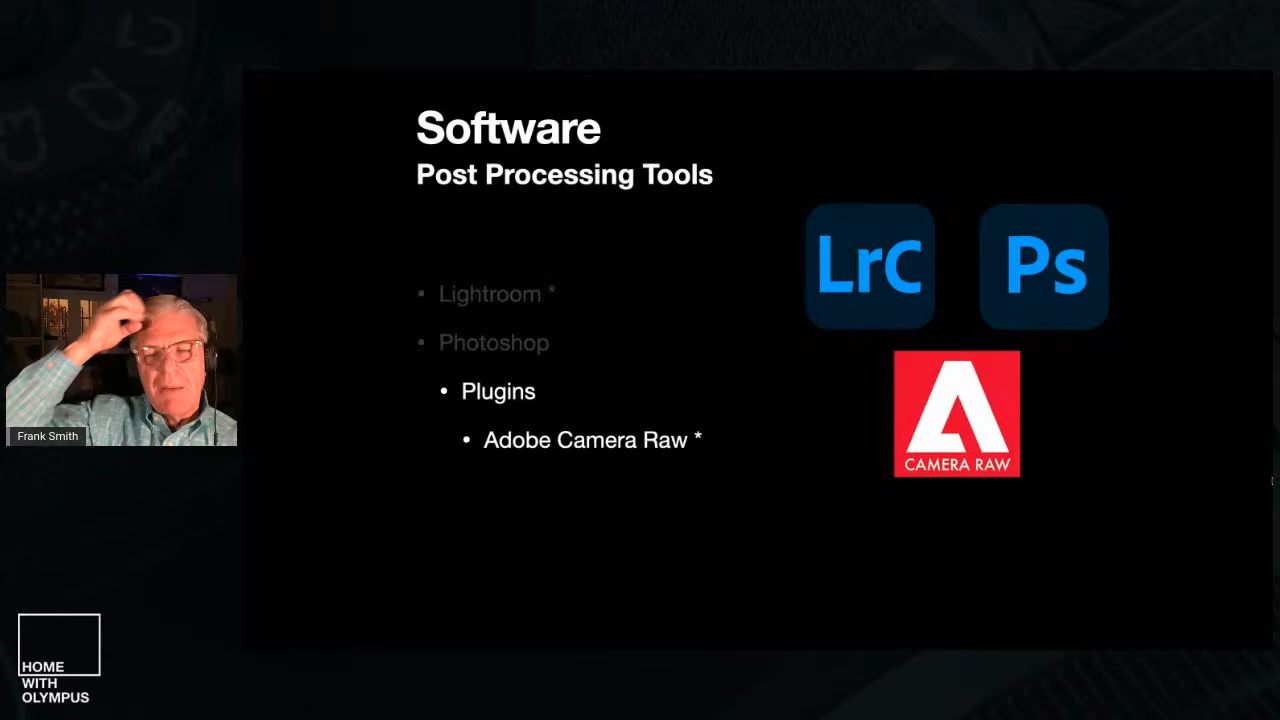 Software
Post Processing Tools
• Lightroom *
• Photoshop
• Plugins
• Adobe Camera Raw *
LrC
Ps
CAMERA RAW
Frank Smith
HOME
WITH
OLYMPUS